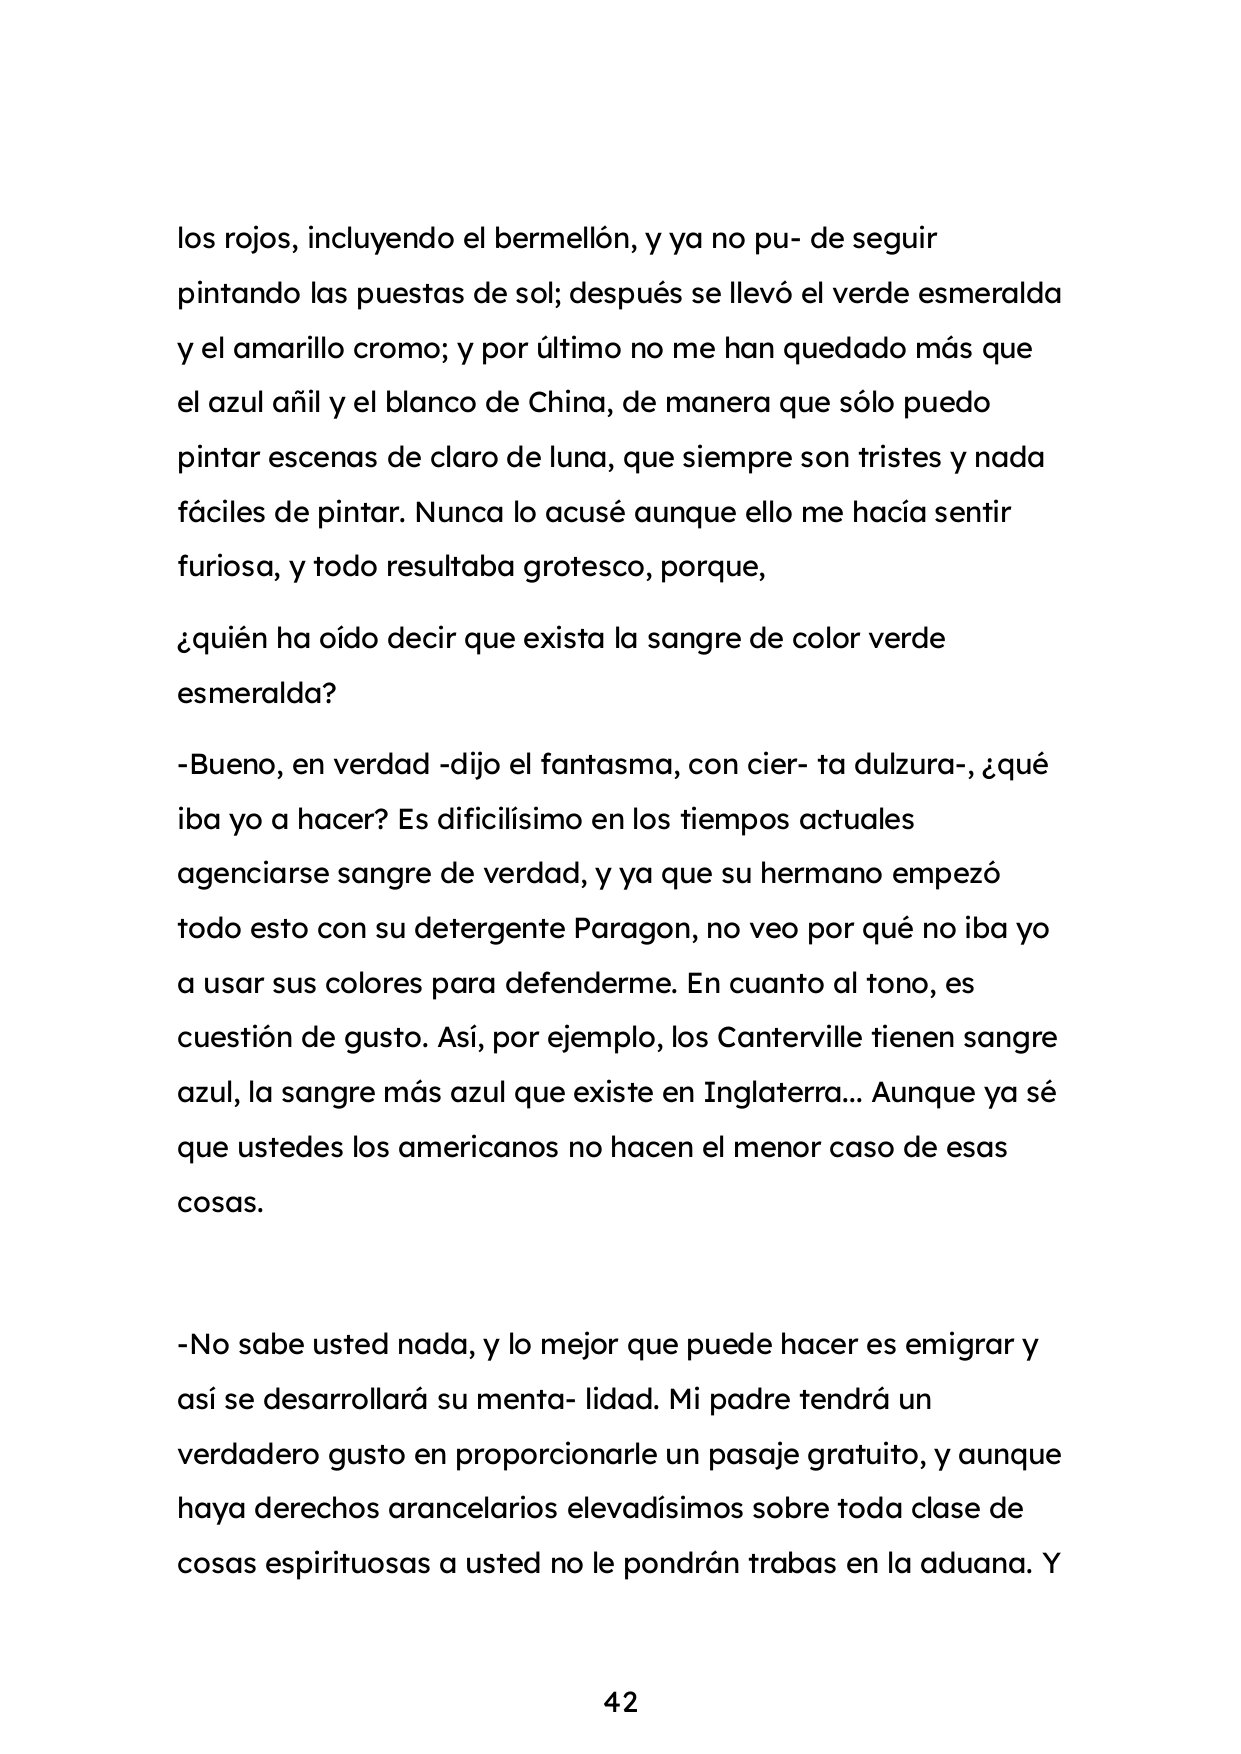 los rojos, incluyendo el bermellón, y ya no pu- de seguir
pintando las puestas de sol; después se llevó el verde esmeralda
y el amarillo cromo; y por último no me han quedado más que
el azul añil y el blanco de China, de manera que sólo puedo
pintar escenas de claro de luna, que siempre son tristes y nada
fáciles de pintar. Nunca lo acusé aunque ello me hacía sentir
furiosa, y todo resultaba grotesco, porque,
¿quién ha oído decir que exista la sangre de color verde
esmeralda?
-Bueno, en verdad -dijo el fantasma, con cier- ta dulzura-, ¿qué
iba yo a hacer? Es dificilísimo en los tiempos actuales
agenciarse sangre de verdad, y ya que su hermano empezó
todo esto con su detergente Paragon, no veo por qué no iba yo
a usar sus colores para defenderme. En cuanto al tono, es
cuestión de gusto. Así, por ejemplo, los Canterville tienen sangre
azul, la sangre más azul que existe en Inglaterra... Aunque ya sé
que ustedes los americanos no hacen el menor caso de esas
cosas.
-No sabe usted nada, y lo mejor que puede hacer es emigrar y
así se desarrollará su menta- lidad. Mi padre tendrá un
verdadero gusto en proporcionarle un pasaje gratuito, y aunque
haya derechos arancelarios elevadísimos sobre toda clase de
cosas espirituosas a usted no le pondrán trabas en la aduana. Y
42